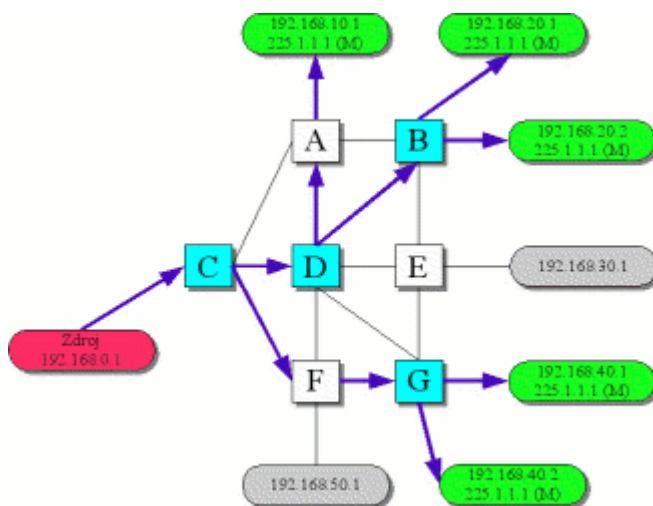 192.168.10.1
225.1.1.1 (M)
192.168.20.1
225.1.1.1 (M)
A
B
192.168.20.2
225.1.1.1 (M)
C
D
E
192.168.30.1
Zdroj
192.168.0.1
F
G
192.168.40.1
225.1.1.1 (M)
192.168.50.1
192.168.40.2
225.1.1.1 (M)